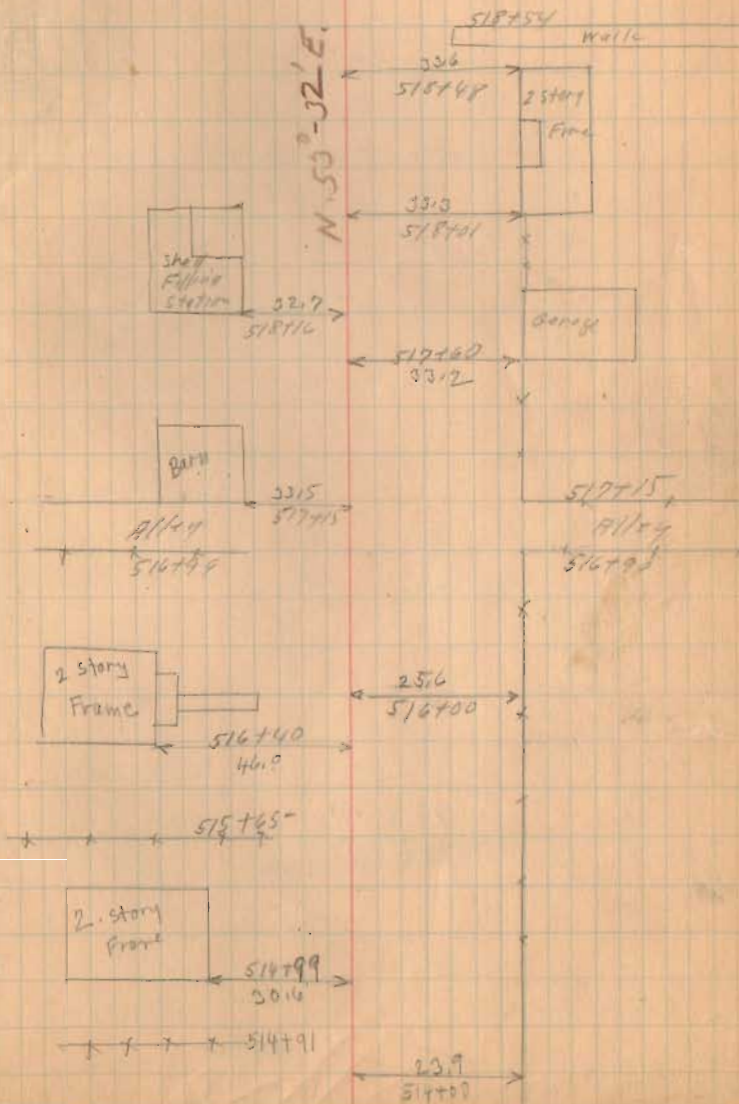 518+54
Walk
N. 50°-32' E.
33.6
518+48
2 Story
Frme
33.3
518+01
Shell
Filling
Station
32.7
518+16
Garage
517+60
33.2
Barn
33.5
517+15
517+15
Alley
Alley
516+99
516+98
2 Story
Frame
25.6
516+00
516+40
46.0
515+65
2. Story
Frame
514+99
30.6
514+91
23.9
514+00